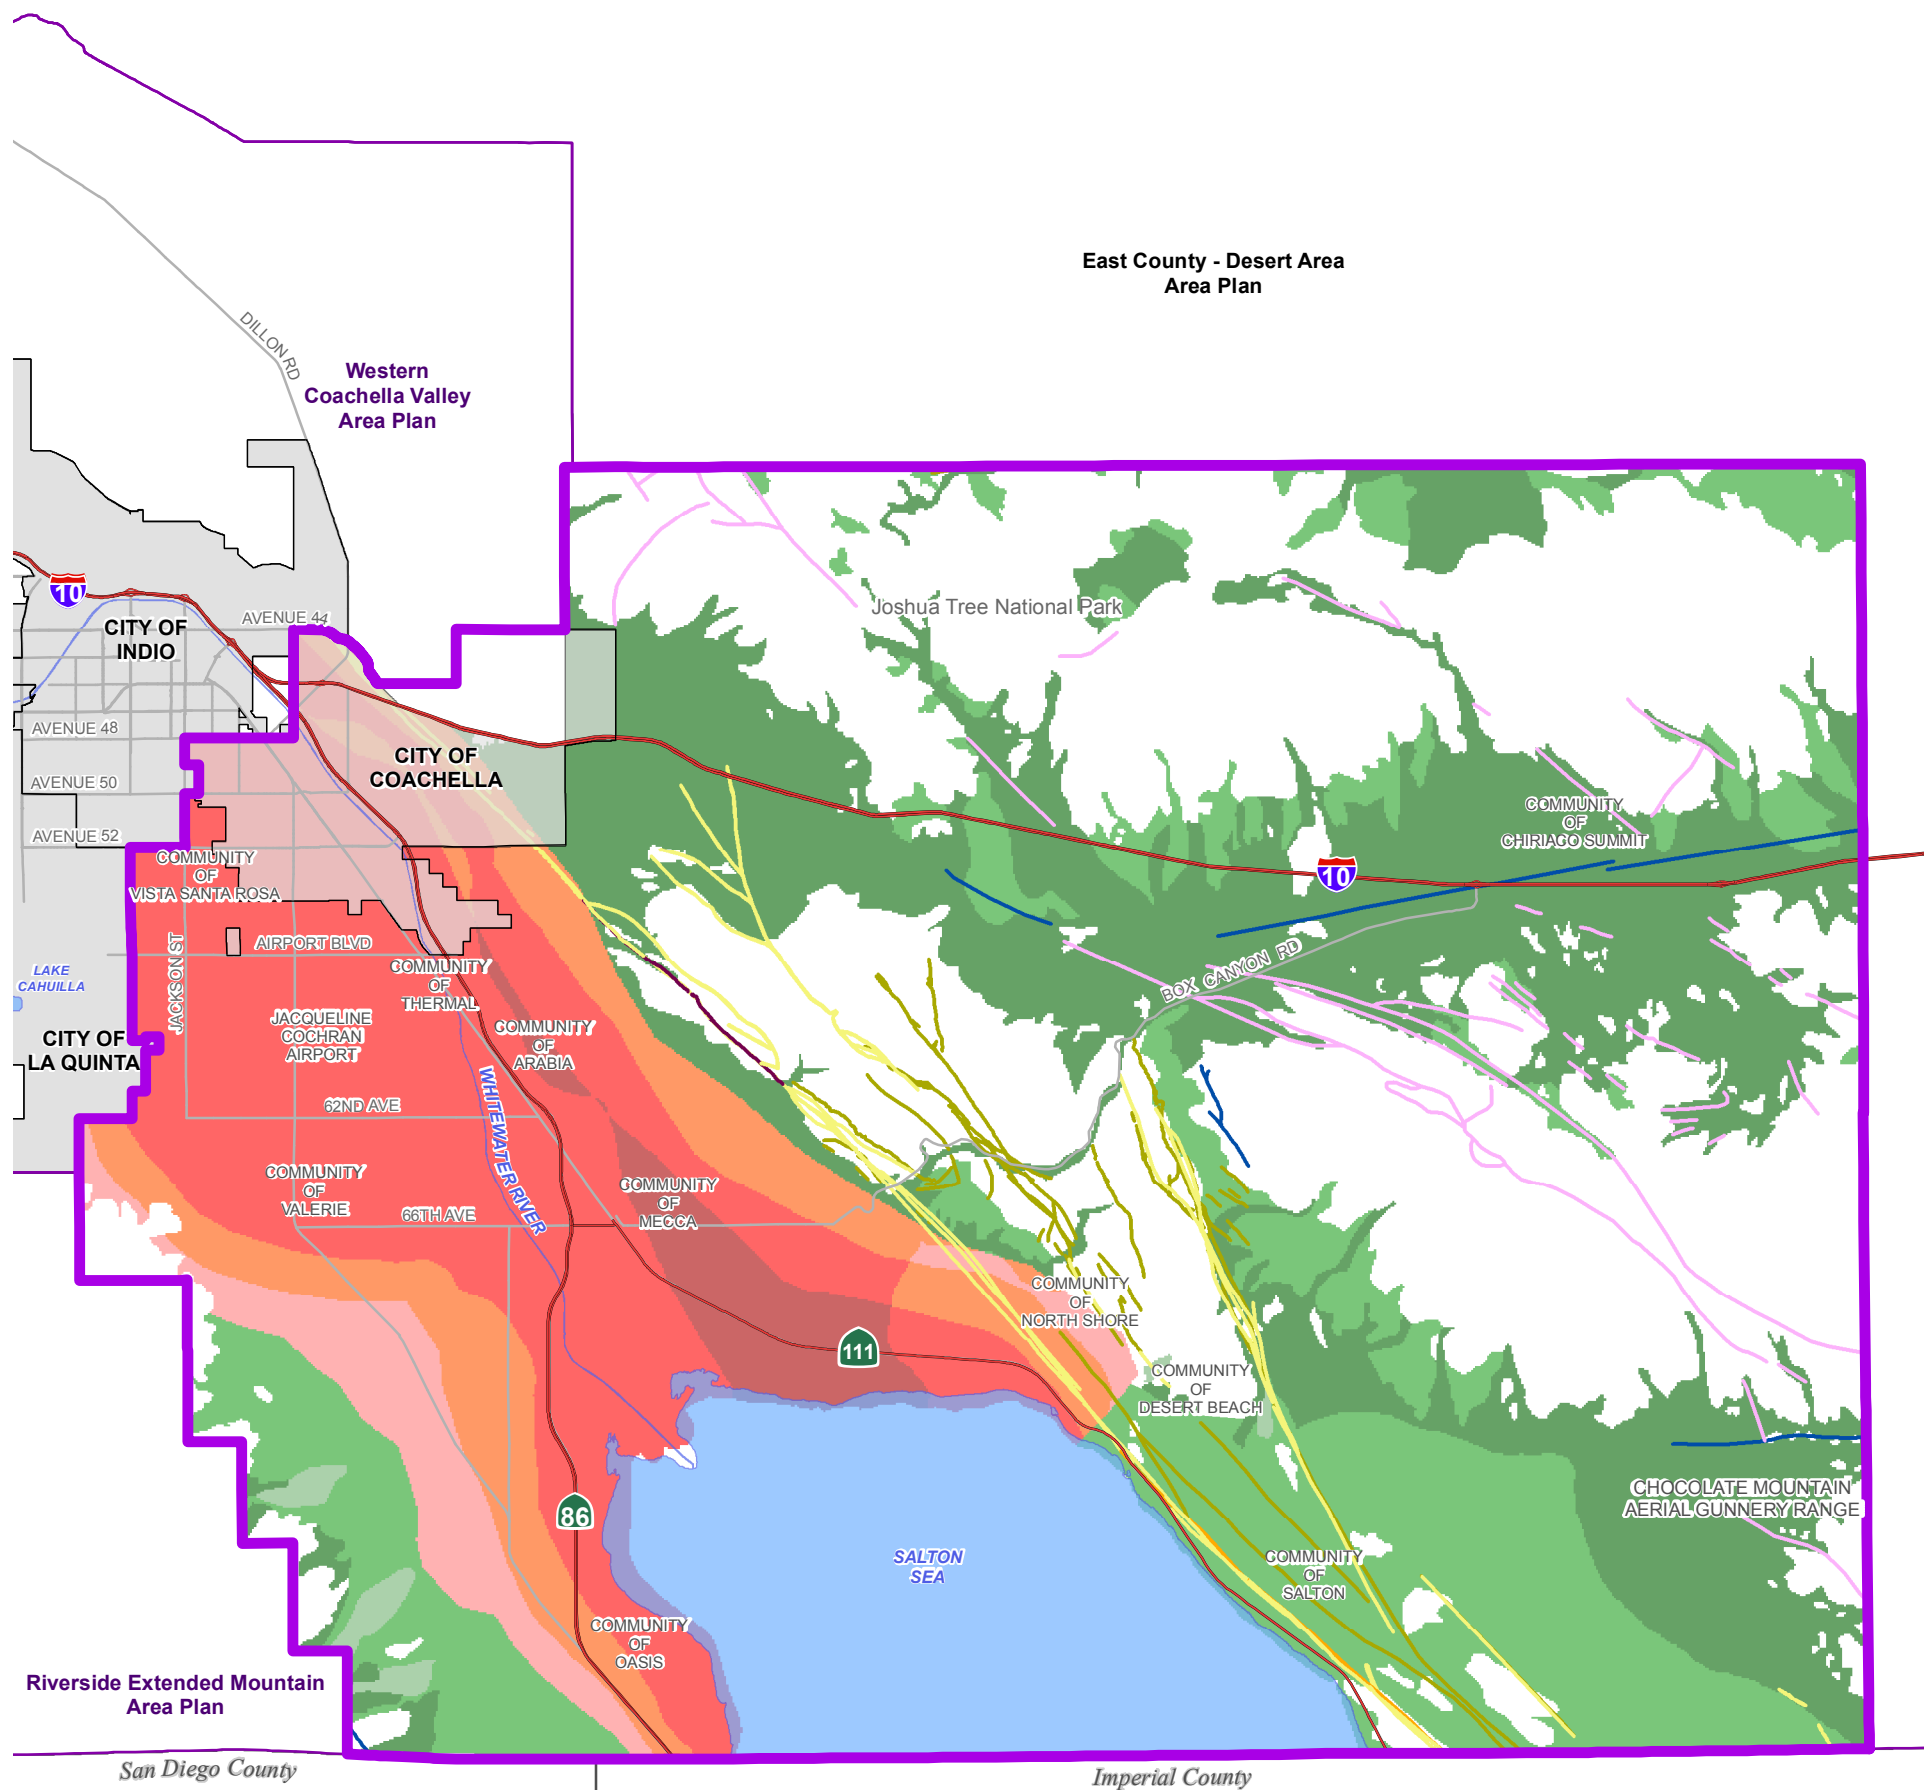 East County - Desert Area
Area Plan
DILLON RD
Western
Coachella Valley
Area Plan
10
AVENUE 44
CITY OF
INDIO
Joshua Tree National Park
AVENUE 48
CITY OF
COACHELLA
AVENUE 50
AVENUE 52
COMMUNITY
OF
CHIRIACO SUMMIT
COMMUNITY
OF
VISTA SANTA ROSA
10
JACKSON ST
AIRPORT BLVD
LAKE
CAHUILLA
COMMUNITY
OF
THERMAL
BOX CANYON RD
JACQUELINE
COCHRAN
AIRPORT
COMMUNITY
OF
ARABIA
CITY OF
LA QUINTA
WHITEWATER RIVER
62ND AVE
COMMUNITY
OF
VALERIE
COMMUNITY
OF
MECCA
66TH AVE
COMMUNITY
OF
NORTH SHORE
111
COMMUNITY
OF
DESERT BEACH
CHOCOLATE MOUNTAIN
AERIAL GUNNERY RANGE
86
SALTON
SEA
COMMUNITY
OF
SALTON
COMMUNITY
OF
OASIS
Riverside Extended Mountain
Area Plan
San Diego County
Imperial County